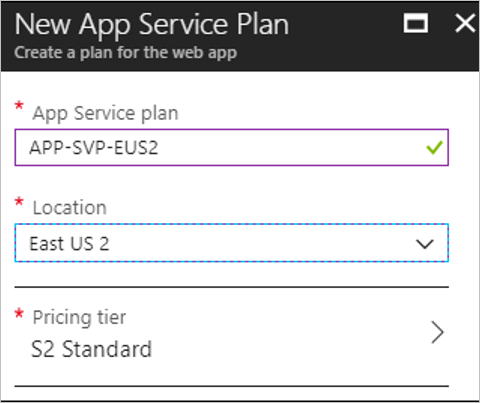 New App Service Plan
Create a plan for the web app
* App Service plan
APP-SVP-EUS2
* Location
East US 2
* Pricing tier
S2 Standard